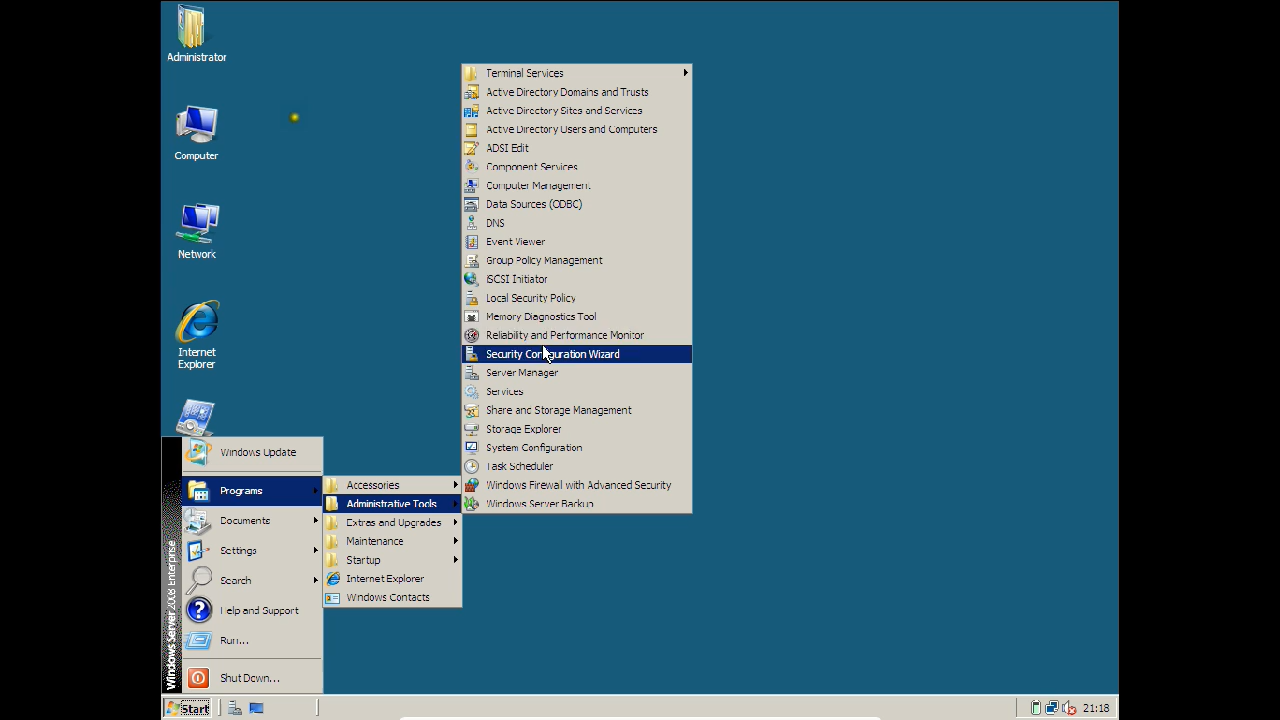 Administrator
Computer
Network
Internet
Explorer
Terminal Services
Active Directory Domains and Trusts
Active Directory Sites and Services
Active Directory Users and Computers
ADSI Edit
Component Services
Computer Management
Data Sources (ODBC)
DNS
Event Viewer
Group Policy Management
iSCSI Initiator
Local Security Policy
Memory Diagnostics Tool
Reliability and Performance Monitor
Security Configuration Wizard
Server Manager
Services
Share and Storage Management
Storage Explorer
System Configuration
Task Scheduler
Windows Firewall with Advanced Security
Windows Server Backup
Accessories
Administrative Tools
Extras and Upgrades
Maintenance
Startup
Internet Explorer
Windows Contacts
Windows Update
Programs
Documents
Settings
Search
Help and Support
Run...
Shut Down...
Windows Server 2008 Enterprise
Start
21:18